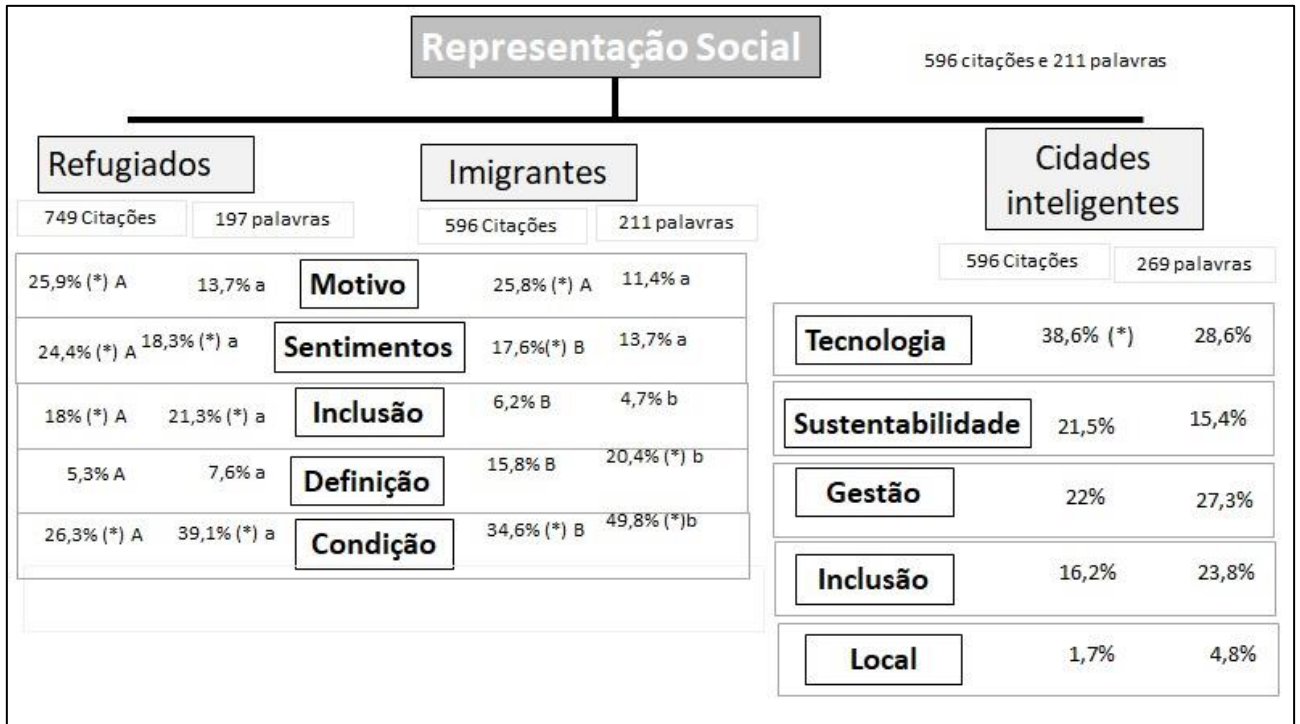 Representação Social
596 citações e 211 palavras
Refugiados
Imigrantes
Cidades
inteligentes
749 Citações 197 palavras
596 Citações 211 palavras
596 Citações 269 palavras
25,9% (*) A 13,7% a Motivo 25,8% (*) A 11,4% a
24,4% (*) A 18,3% (*) a Sentimentos 17,6%(*) B 13,7% a
18% (*) A 21,3% (*) a Inclusão 6,2% B 4,7% b
5,3% A 7,6% a Definição 15,8% B 20,4% (*) b
26,3% (*) A 39,1% (*) a Condição 34,6% (*) B 49,8% (*)b
Tecnologia 38,6% (*) 28,6%
Sustentabilidade 21,5% 15,4%
Gestão 22% 27,3%
Inclusão 16,2% 23,8%
Local 1,7% 4,8%